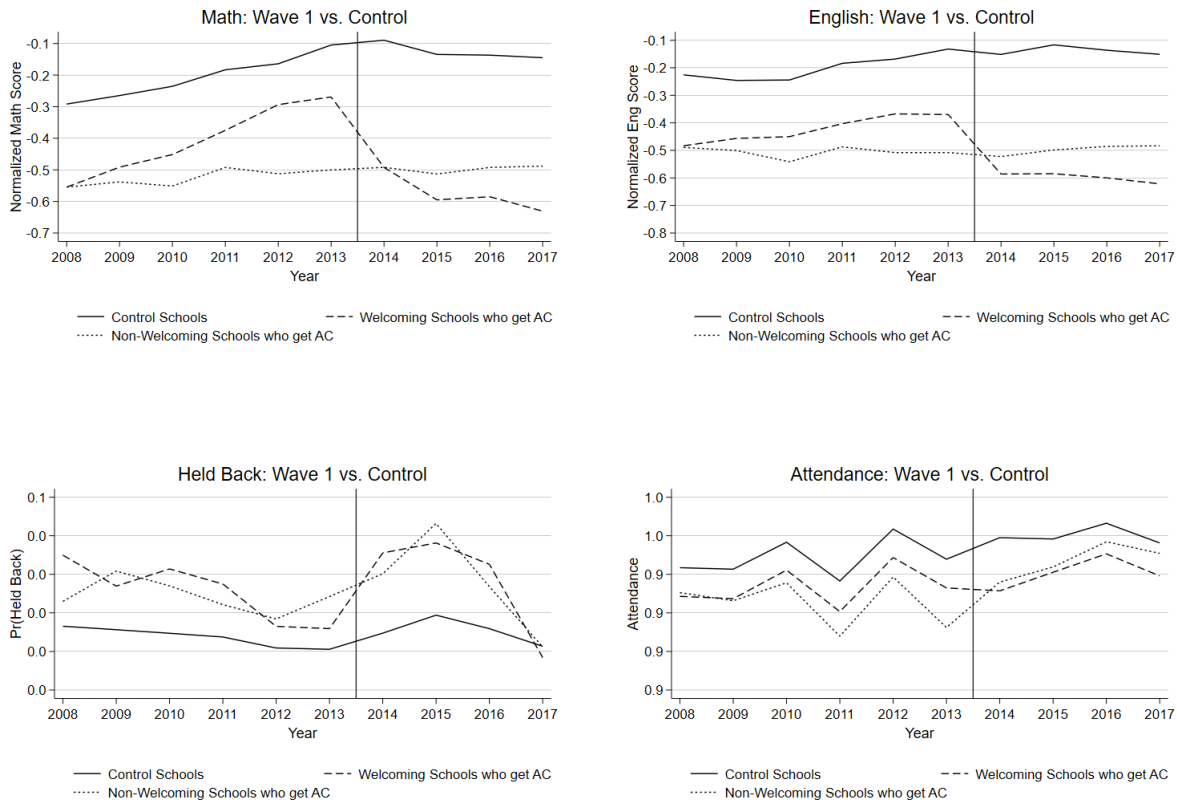 Math: Wave 1 vs. Control
Normalized Math Score
-0.1
-0.2
-0.3
-0.4
-0.5
-0.6
-0.7
2008 2009 2010 2011 2012 2013 2014 2015 2016 2017
Year
Control Schools
Welcoming Schools who get AC
Non-Welcoming Schools who get AC
English: Wave 1 vs. Control
Normalized Eng Score
-0.1
-0.2
-0.3
-0.4
-0.5
-0.6
-0.7
-0.8
2008 2009 2010 2011 2012 2013 2014 2015 2016 2017
Year
Control Schools
Welcoming Schools who get AC
Non-Welcoming Schools who get AC
Held Back: Wave 1 vs. Control
Pr(Held Back)
0.1
0.0
0.0
0.0
0.0
0.0
2008 2009 2010 2011 2012 2013 2014 2015 2016 2017
Year
Control Schools
Welcoming Schools who get AC
Non-Welcoming Schools who get AC
Attendance: Wave 1 vs. Control
Attendance
1.0
1.0
0.9
0.9
0.9
0.9
2008 2009 2010 2011 2012 2013 2014 2015 2016 2017
Year
Control Schools
Welcoming Schools who get AC
Non-Welcoming Schools who get AC